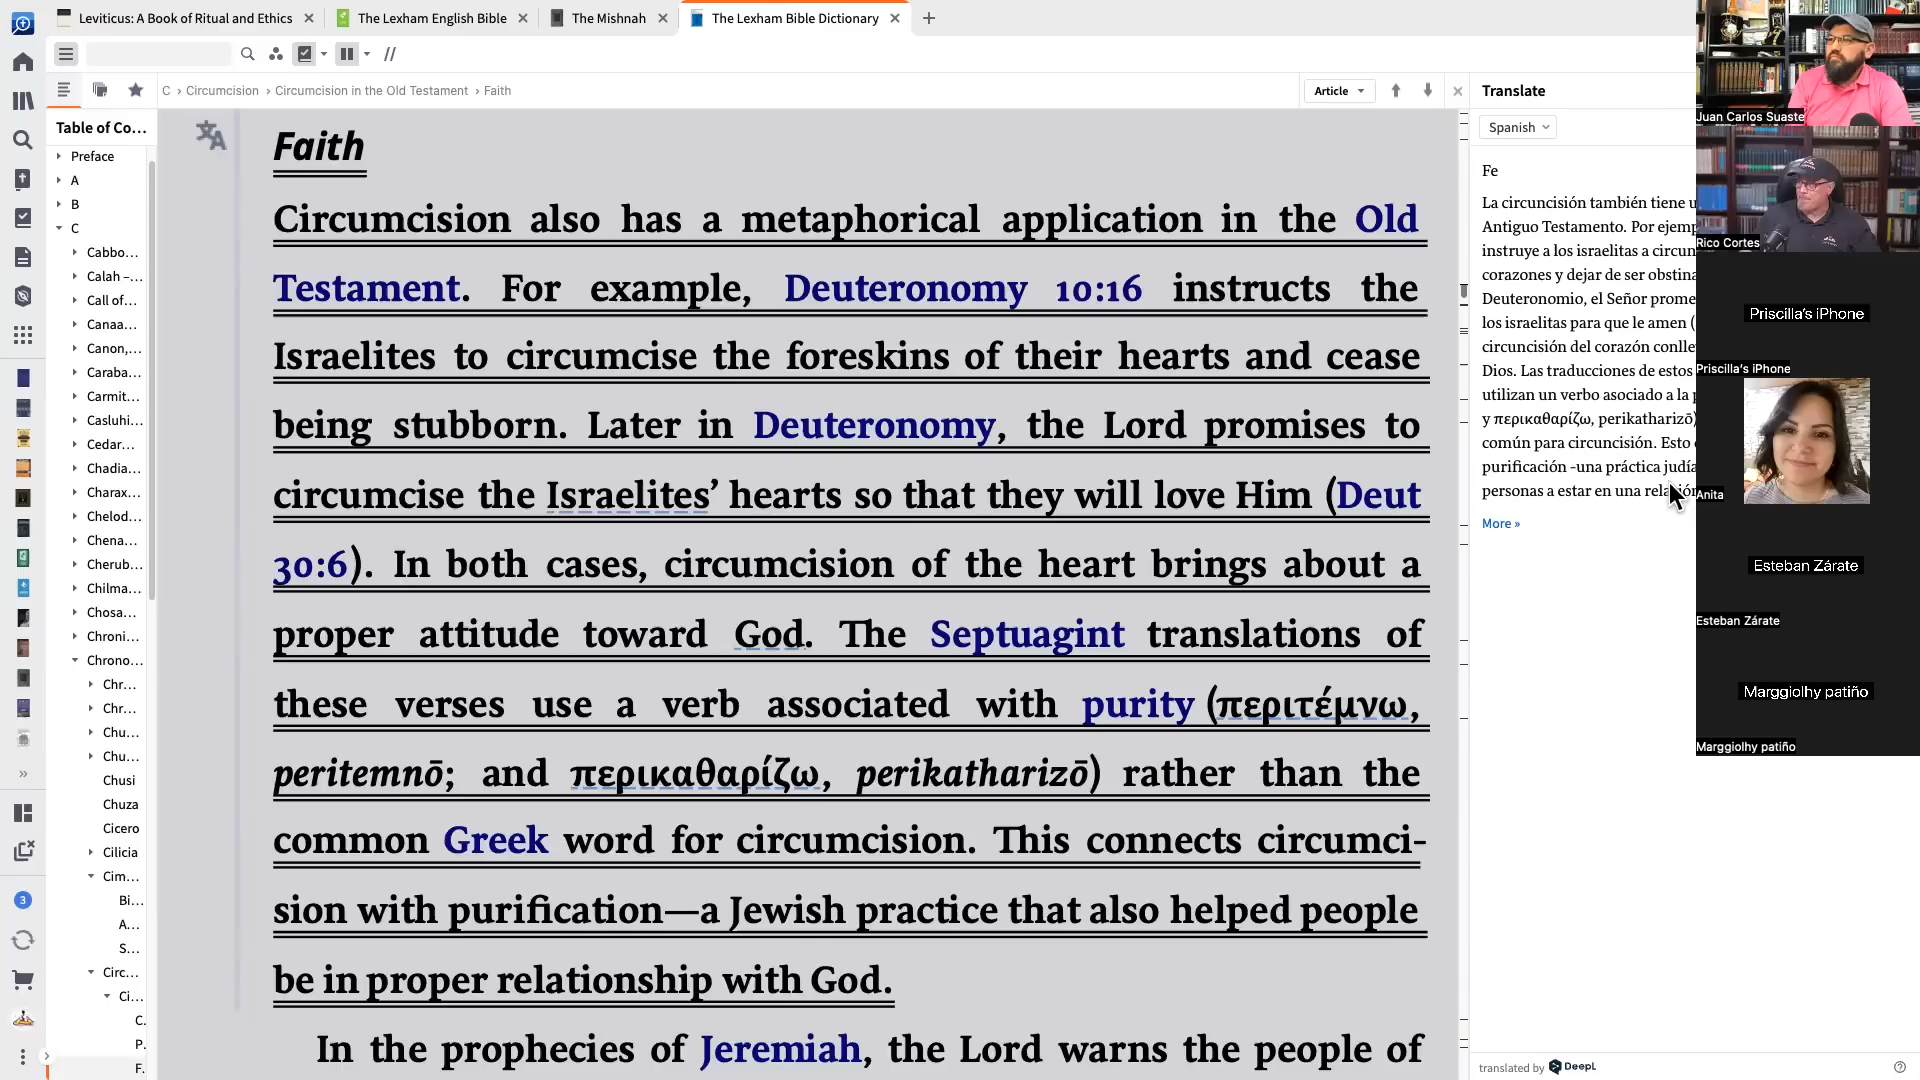 Leviticus: A Book of Ritual and Ethics
The Lexham English Bible
The Mishnah
The Lexham Bible Dictionary
C › Circumcision › Circumcision in the Old Testament › Faith
Article
Table of Co...
Preface
A
B
C
Cabbo...
Calah –...
Call of...
Canaa...
Canon,...
Caraba...
Carmit...
Casluhi...
Cedar...
Chadia...
Charax...
Chelod...
Chena...
Cherub...
Chilma...
Chosa...
Chroni...
Chrono...
Chr...
Chr...
Chu...
Chu...
Chusi
Chuza
Cicero
Cilicia
Cim...
Bi...
A...
S...
Circ...
Ci...
C.
P.
F.
3
Faith
Circumcision also has a metaphorical application in the Old
Testament. For example, Deuteronomy 10:16 instructs the
Israelites to circumcise the foreskins of their hearts and cease
being stubborn. Later in Deuteronomy, the Lord promises to
circumcise the Israelites’ hearts so that they will love Him (Deut
30:6). In both cases, circumcision of the heart brings about a
proper attitude toward God. The Septuagint translations of
these verses use a verb associated with purity (περιτέμνω,
peritemnō; and περικαθαρίζω, perikatharizō) rather than the
common Greek word for circumcision. This connects circumci-
sion with purification—a Jewish practice that also helped people
be in proper relationship with God.
In the prophecies of Jeremiah, the Lord warns the people of
Translate
Spanish
Fe
La circuncisión también tiene u
Antiguo Testamento. Por ejemp
instruye a los israelitas a circun
corazones y dejar de ser obstina
Deuteronomio, el Señor prome
los israelitas para que le amen (
circuncisión del corazón conlle
Dios. Las traducciones de estos
utilizan un verbo asociado a la p
y περικαθαρίζω, perikatharizō)
común para circuncisión. Esto
purificación -una práctica judía
personas a estar en una relación
More »
translated by DeepL
Juan Carlos Suaste
Rico Cortes
Priscilla’s iPhone
Priscilla’s iPhone
Anita
Esteban Zárate
Esteban Zárate
Marggiolhy patiño
Marggiolhy patiño